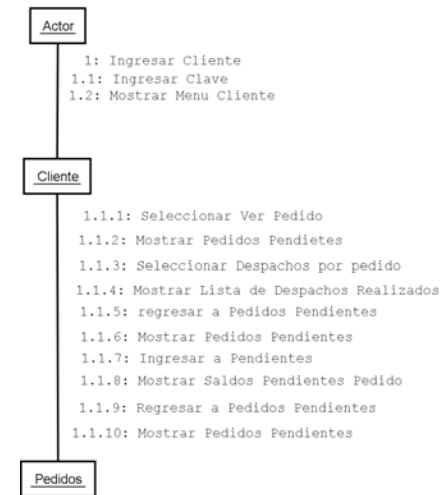 Actor
1: Ingresar Cliente
1.1: Ingresar Clave
1.2: Mostrar Menu Cliente
Cliente
1.1.1: Seleccionar Ver Pedido
1.1.2: Mostrar Pedidos Pendietes
1.1.3: Seleccionar Despachos por pedido
1.1.4: Mostrar Lista de Despachos Realizados
1.1.5: regresar a Pedidos Pendientes
1.1.6: Mostrar Pedidos Pendientes
1.1.7: Ingresar a Pendientes
1.1.8: Mostrar Saldos Pendientes Pedido
1.1.9: Regresar a Pedidos Pendientes
1.1.10: Mostrar Pedidos Pendientes
Pedidos